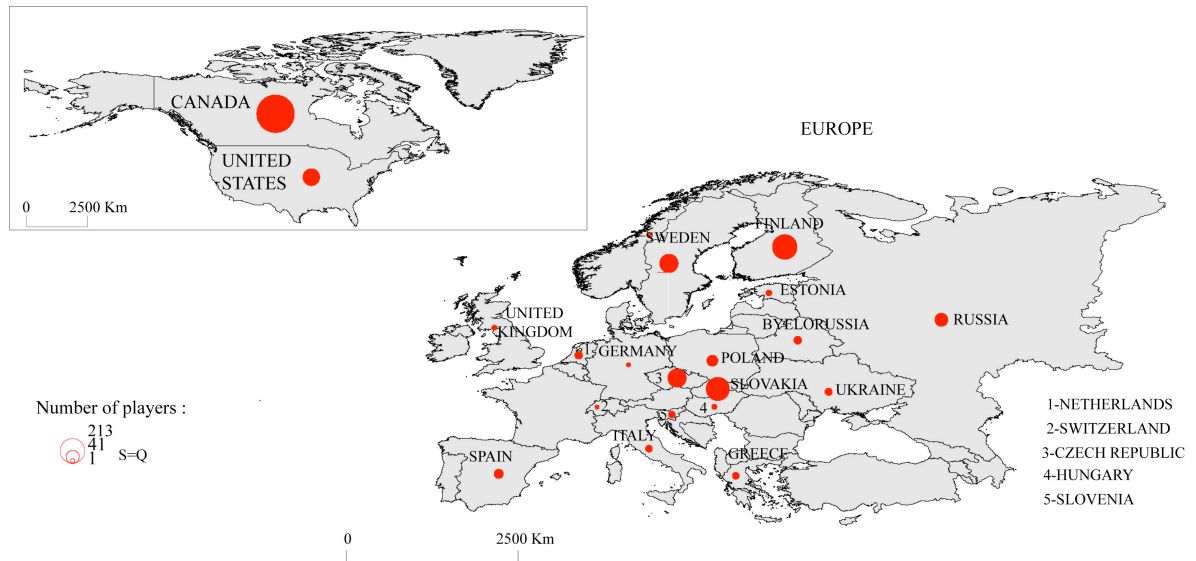 CANADA
UNITED
STATES
0 2500 Km
EUROPE
FINLAND
SWEDEN
ESTONIA
UNITED
KINGDOM
BYELORUSSIA
RUSSIA
1-GERMANY
POLAND
3
SLOVAKIA
UKRAINE
2
4
5
ITALY
SPAIN
GREECE
Number of players :
213
41
1
S=Q
1-NETHERLANDS
2-SWITZERLAND
3-CZECH REPUBLIC
4-HUNGARY
5-SLOVENIA
0 2500 Km